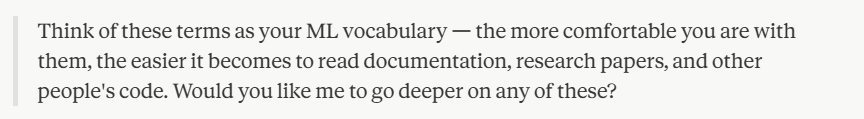 Think of these terms as your ML vocabulary — the more comfortable you are with
them, the easier it becomes to read documentation, research papers, and other
people's code. Would you like me to go deeper on any of these?